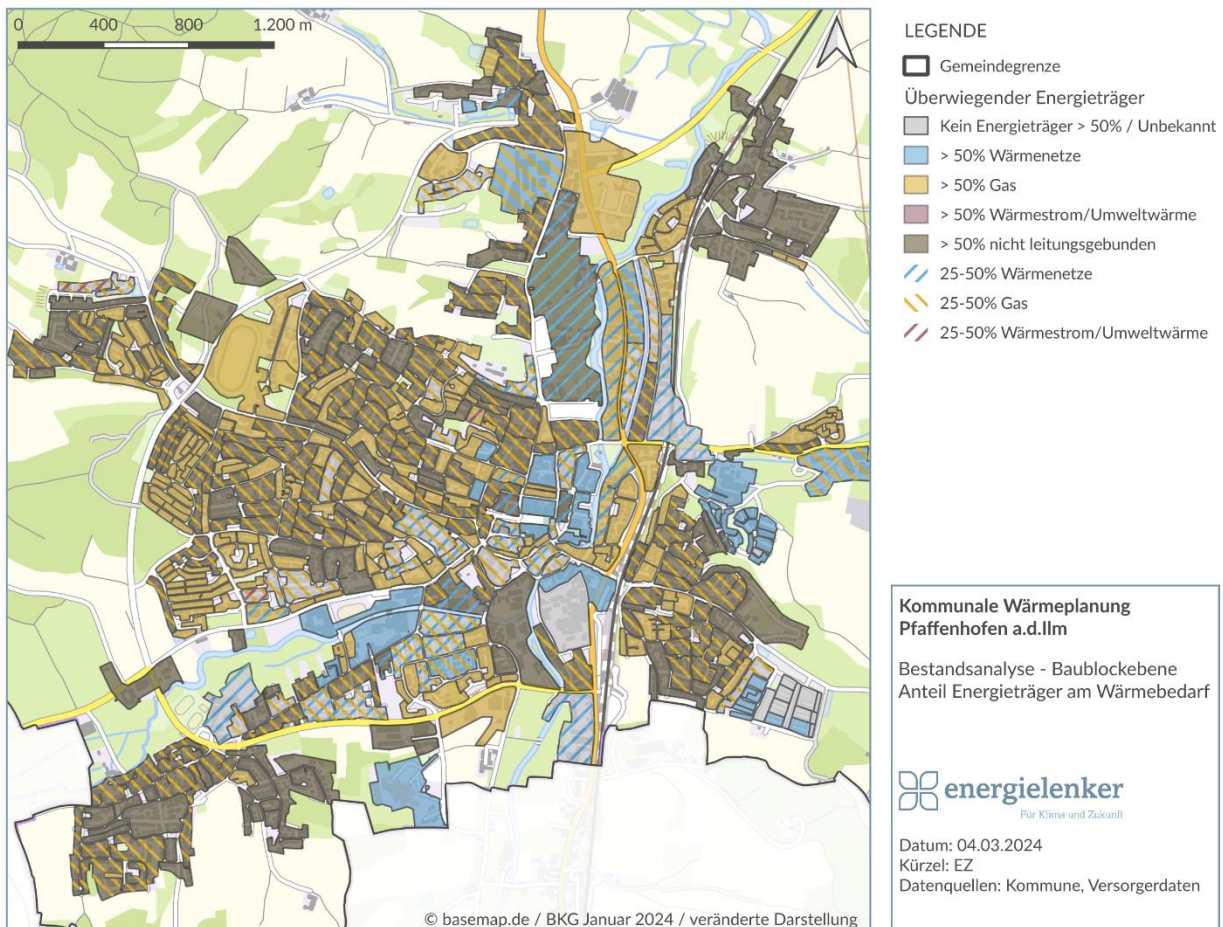 0 400 800 1.200 m
LEGENDE
Gemeindegrenze
Überwiegender Energieträger
Kein Energieträger > 50% / Unbekannt
> 50% Wärmenetze
> 50% Gas
> 50% Wärmestrom/Umweltwärme
> 50% nicht leitungsgebunden
25-50% Wärmenetze
25-50% Gas
25-50% Wärmestrom/Umweltwärme
Kommunale Wärmeplanung
Pfaffenhofen a.d.Ilm
Bestandsanalyse - Baublockebene
Anteil Energieträger am Wärmebedarf
energielenker
Für Klima und Zukunft
Datum: 04.03.2024
Kürzel: EZ
Datenquellen: Kommune, Versorgerdaten
© basemap.de / BKG Januar 2024 / veränderte Darstellung